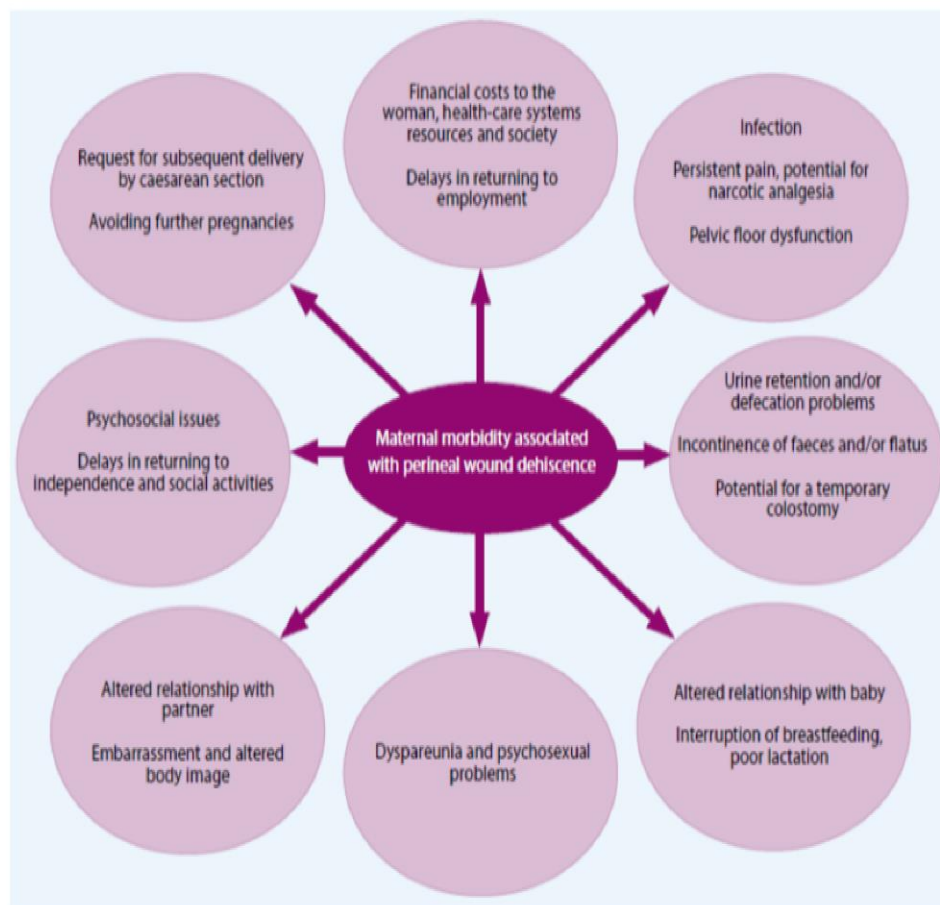 Financial costs to the
woman, health-care systems
resources and society
Delays in returning to
employment
Infection
Persistent pain, potential for
narcotic analgesia
Pelvic floor dysfunction
Urine retention and/or
defecation problems
Incontinence of faeces and/or flatus
Potential for a temporary
colostomy
Altered relationship with baby
Interruption of breastfeeding,
poor lactation
Dyspareunia and psychosexual
problems
Altered relationship with
partner
Embarrassment and altered
body image
Psychosocial issues
Delays in returning to
independence and social activities
Request for subsequent delivery
by caesarean section
Avoiding further pregnancies
Maternal morbidity associated
with perineal wound dehiscence